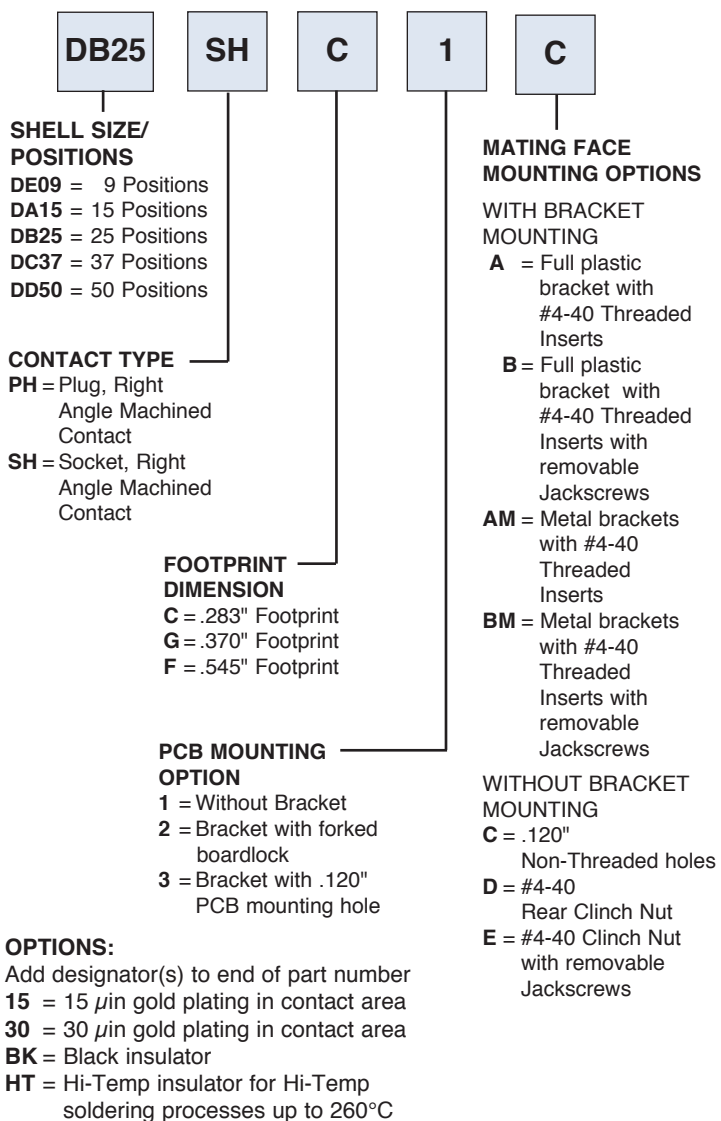 DB25 SH C 1 C
SHELL SIZE/
POSITIONS
DE09 = 9 Positions
DA15 = 15 Positions
DB25 = 25 Positions
DC37 = 37 Positions
DD50 = 50 Positions
CONTACT TYPE
PH = Plug, Right
Angle Machined
Contact
SH = Socket, Right
Angle Machined
Contact
FOOTPRINT
DIMENSION
C = .283" Footprint
G = .370" Footprint
F = .545" Footprint
PCB MOUNTING
OPTION
1 = Without Bracket
2 = Bracket with forked
boardlock
3 = Bracket with .120"
PCB mounting hole
MATING FACE
MOUNTING OPTIONS
WITH BRACKET
MOUNTING
A = Full plastic
bracket with
#4-40 Threaded
Inserts
B = Full plastic
bracket with
#4-40 Threaded
Inserts with
removable
Jackscrews
AM = Metal brackets
with #4-40
Threaded
Inserts
BM = Metal brackets
with #4-40
Threaded
Inserts with
removable
Jackscrews
WITHOUT BRACKET
MOUNTING
C = .120"
Non-Threaded holes
D = #4-40
Rear Clinch Nut
E = #4-40 Clinch Nut
with removable
Jackscrews
OPTIONS:
Add designator(s) to end of part number
15 = 15 µin gold plating in contact area
30 = 30 µin gold plating in contact area
BK = Black insulator
HT = Hi-Temp insulator for Hi-Temp
soldering processes up to 260°C